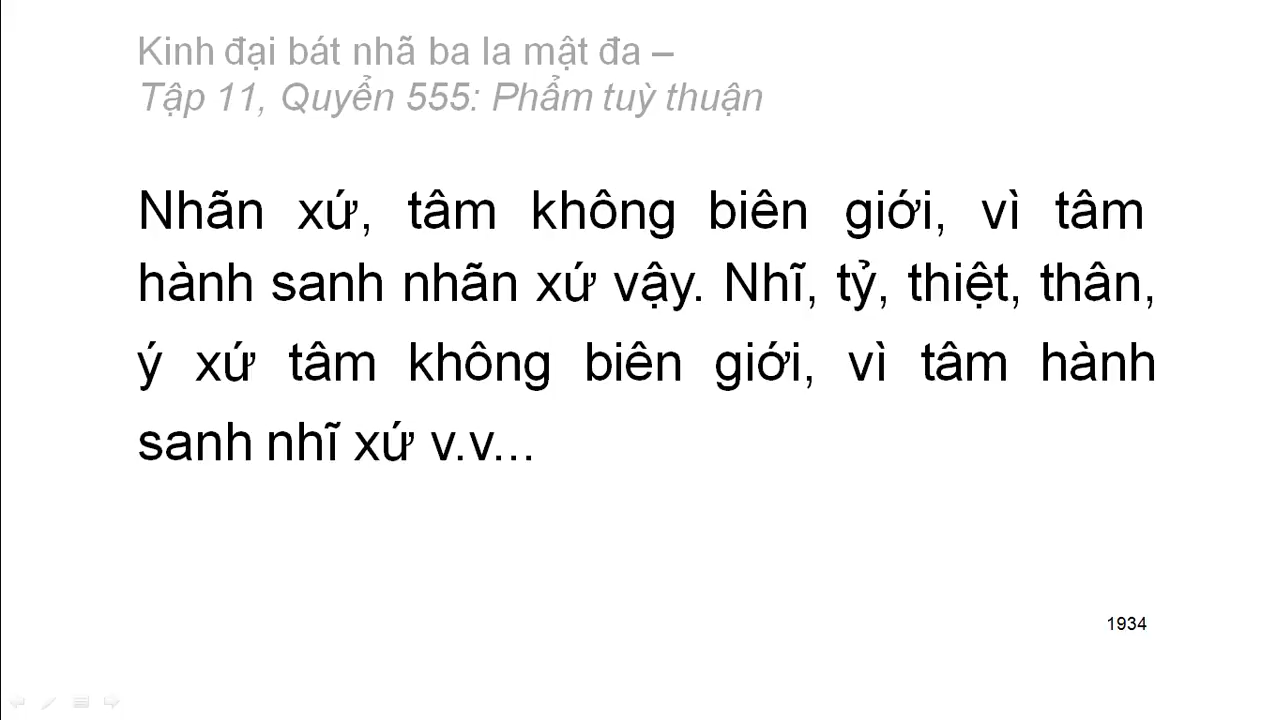 Kinh đại bát nhã ba la mật đa –
Tập 11, Quyển 555: Phẩm tuỳ thuận
Nhãn xứ, tâm không biên giới, vì tâm
hành sanh nhãn xứ vậy. Nhĩ, tỷ, thiệt, thân,
ý xứ tâm không biên giới, vì tâm hành
sanh nhĩ xứ v.v...
1934